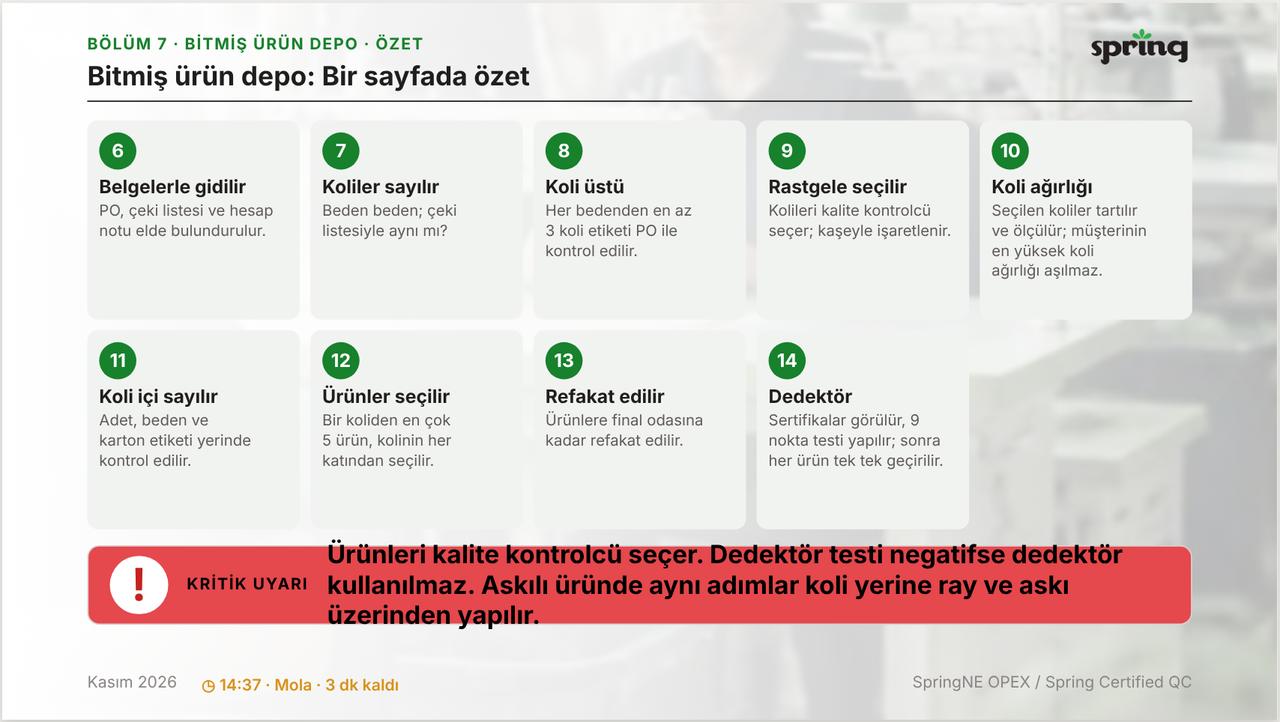 BÖLÜM 7 · BİTMİŞ ÜRÜN DEPO · ÖZET
spring
Bitmiş ürün depo: Bir sayfada özet
6
Belgelerle gidilir
PO, çeki listesi ve hesap
notu elde bulundurulur.
7
Koliler sayılır
Beden beden; çeki
listesiyle aynı mı?
8
Koli üstü
Her bedenden en az
3 koli etiketi PO ile
kontrol edilir.
9
Rastgele seçilir
Kolileri kalite kontrolcü
seçer; kaşeyle işaretlenir.
10
Koli ağırlığı
Seçilen koliler tartılır
ve ölçülür; müşterinin
en yüksek koli
ağırlığı aşılmaz.
11
Koli içi sayılır
Adet, beden ve
karton etiketi yerinde
kontrol edilir.
12
Ürünler seçilir
Bir koliden en çok
5 ürün, kolinin her
katından seçilir.
13
Refakat edilir
Ürünlere final odasına
kadar refakat edilir.
14
Dedektör
Sertifikalar görülür, 9
nokta testi yapılır; sonra
her ürün tek tek geçirilir.
!
KRİTİK UYARI
Ürünleri kalite kontrolcü seçer. Dedektör testi negatifse dedektör
kullanılmaz. Askılı üründe aynı adımlar koli yerine ray ve askı
üzerinden yapılır.
Kasım 2026
◷ 14:37 · Mola · 3 dk kaldı
SpringNE OPEX / Spring Certified QC